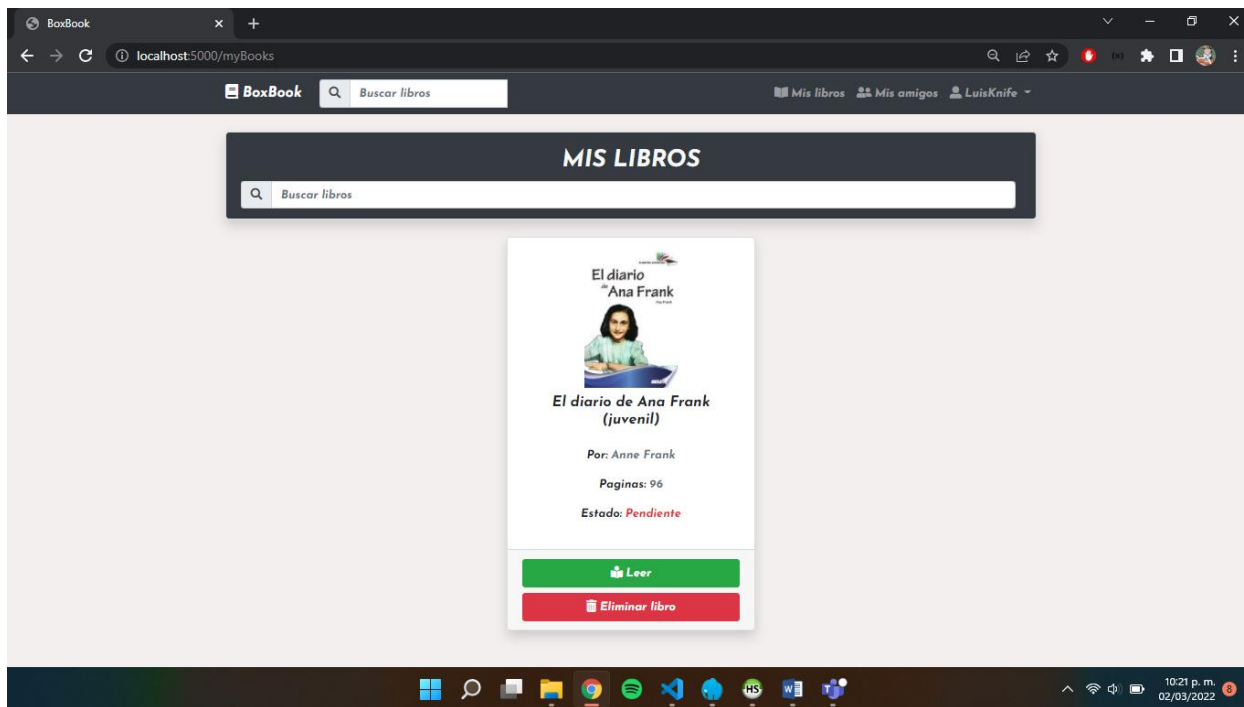 BoxBook
localhost:5000/myBooks
BoxBook
Buscar libros
Mis libros
Mis amigos
LuisKnife
MIS LIBROS
Buscar libros
El diario
de Ana Frank
El diario de Ana Frank
(juvenil)
Por: Anne Frank
Paginas: 96
Estado: Pendiente
Leer
Eliminar libro
HS
W
10:21 p. m.
02/03/2022
8